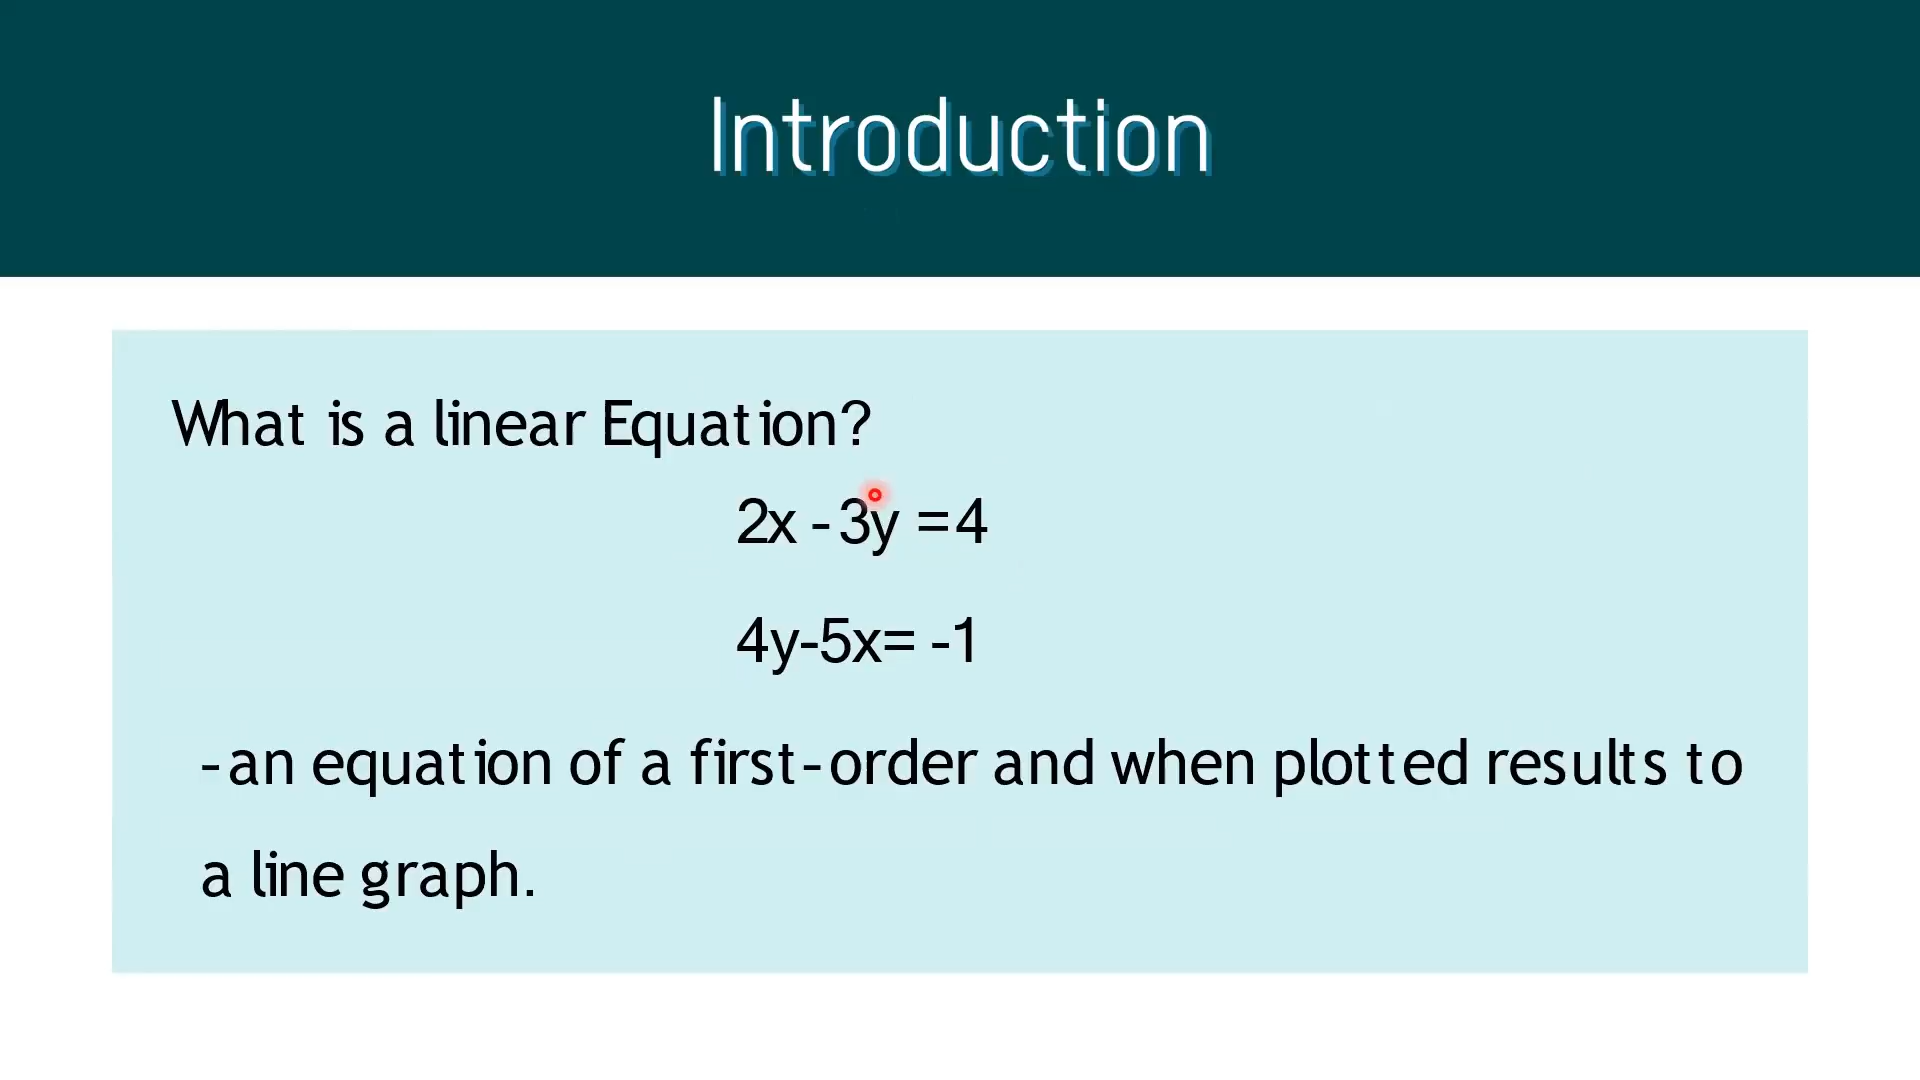 Introduction
What is a linear Equation?
2x - 3y = 4
4y-5x= -1
-an equation of a first-order and when plotted results to
a line graph.